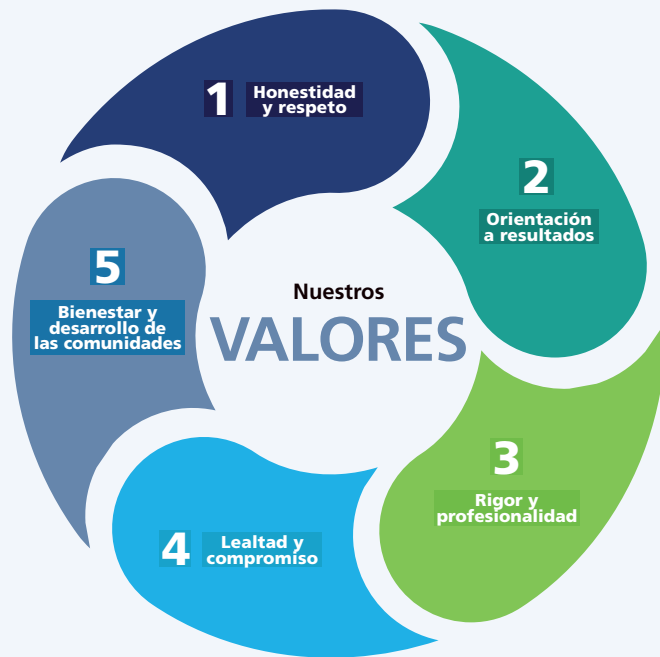 1
Honestidad
y respeto
2
Orientación
a resultados
3
Rigor y
profesionalidad
4
Lealtad y
compromiso
5
Bienestar y
desarrollo de
las comunidades
Nuestros
VALORES